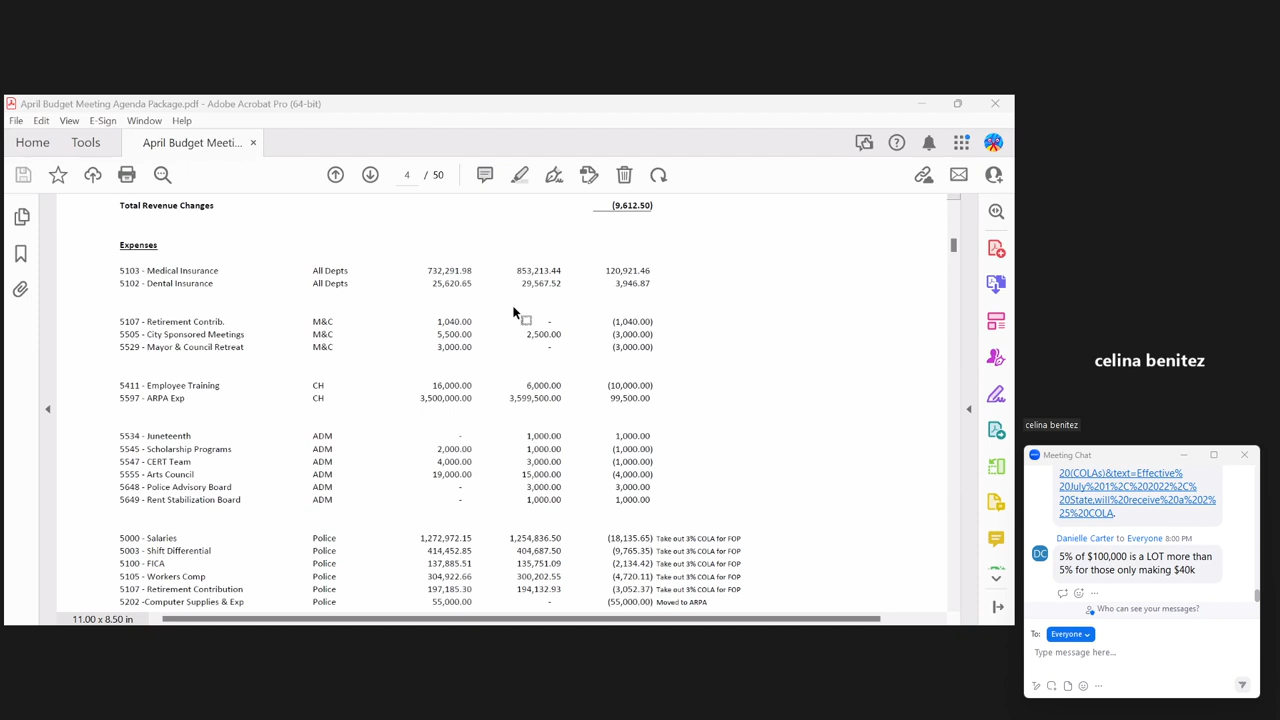 April Budget Meeting Agenda Package.pdf - Adobe Acrobat Pro (64-bit)
File Edit View E-Sign Window Help
Home Tools April Budget Meeti... ×
4 / 50
Total Revenue Changes (9,612.50)
Expenses
5103 - Medical Insurance All Depts 732,291.98 853,213.44 120,921.46
5102 - Dental Insurance All Depts 25,620.65 29,567.52 3,946.87
5107 - Retirement Contrib. M&C 1,040.00 - (1,040.00)
5505 - City Sponsored Meetings M&C 5,500.00 2,500.00 (3,000.00)
5529 - Mayor & Council Retreat M&C 3,000.00 - (3,000.00)
5411 - Employee Training CH 16,000.00 6,000.00 (10,000.00)
5597 - ARPA Exp CH 3,500,000.00 3,599,500.00 99,500.00
5534 - Juneteenth ADM - 1,000.00 1,000.00
5545 - Scholarship Programs ADM 2,000.00 1,000.00 (1,000.00)
5547 - CERT Team ADM 4,000.00 3,000.00 (1,000.00)
5555 - Arts Council ADM 19,000.00 15,000.00 (4,000.00)
5648 - Police Advisory Board ADM - 3,000.00 3,000.00
5649 - Rent Stabilization Board ADM - 1,000.00 1,000.00
5000 - Salaries Police 1,272,972.15 1,254,836.50 (18,135.65) Take out 3% COLA for FOP
5003 - Shift Differential Police 414,452.85 404,687.50 (9,765.35) Take out 3% COLA for FOP
5100 - FICA Police 137,885.51 135,751.09 (2,134.42) Take out 3% COLA for FOP
5105 - Workers Comp Police 304,922.66 300,202.55 (4,720.11) Take out 3% COLA for FOP
5107 - Retirement Contribution Police 197,185.30 194,132.93 (3,052.37) Take out 3% COLA for FOP
5202 -Computer Supplies & Exp Police 55,000.00 - (55,000.00) Moved to ARPA
11.00 x 8.50 in
celina benitez
celina benitez
Meeting Chat
20(COLAs)&text=Effective%
20July%201%2C%202022%2C%
20State,will%20receive%20a%202%
25%20COLA.
Danielle Carter to Everyone 8:00 PM
DC
5% of $100,000 is a LOT more than
5% for those only making $40k
Who can see your messages?
To: Everyone
Type message here...